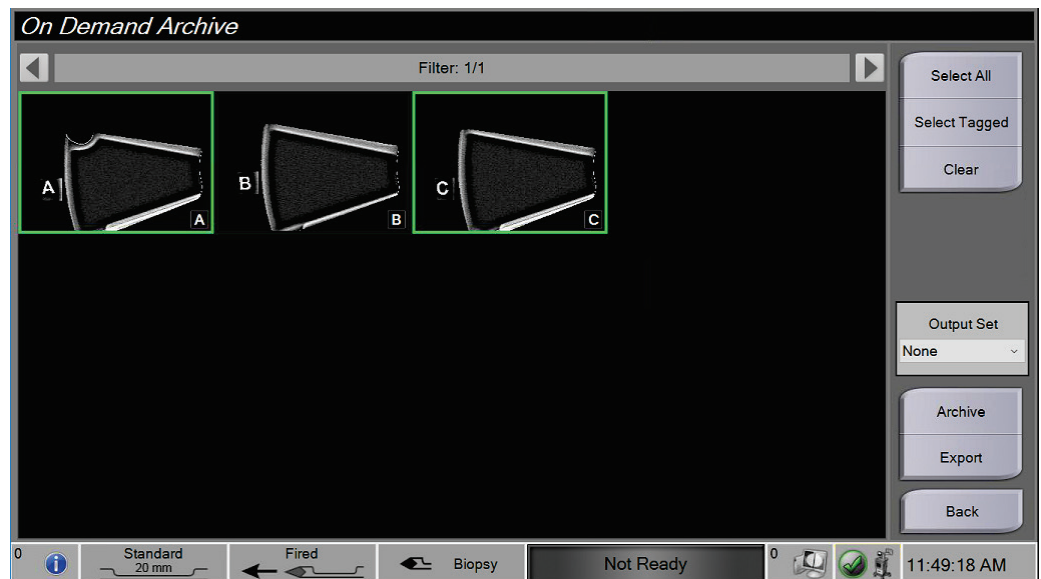 On Demand Archive
Filter: 1/1
Select All
Select Tagged
Clear
A
A
B
B
C
C
Output Set
None
Archive
Export
Back
0
Standard
20 mm
Fired
Biopsy
Not Ready
0
11:49:18 AM